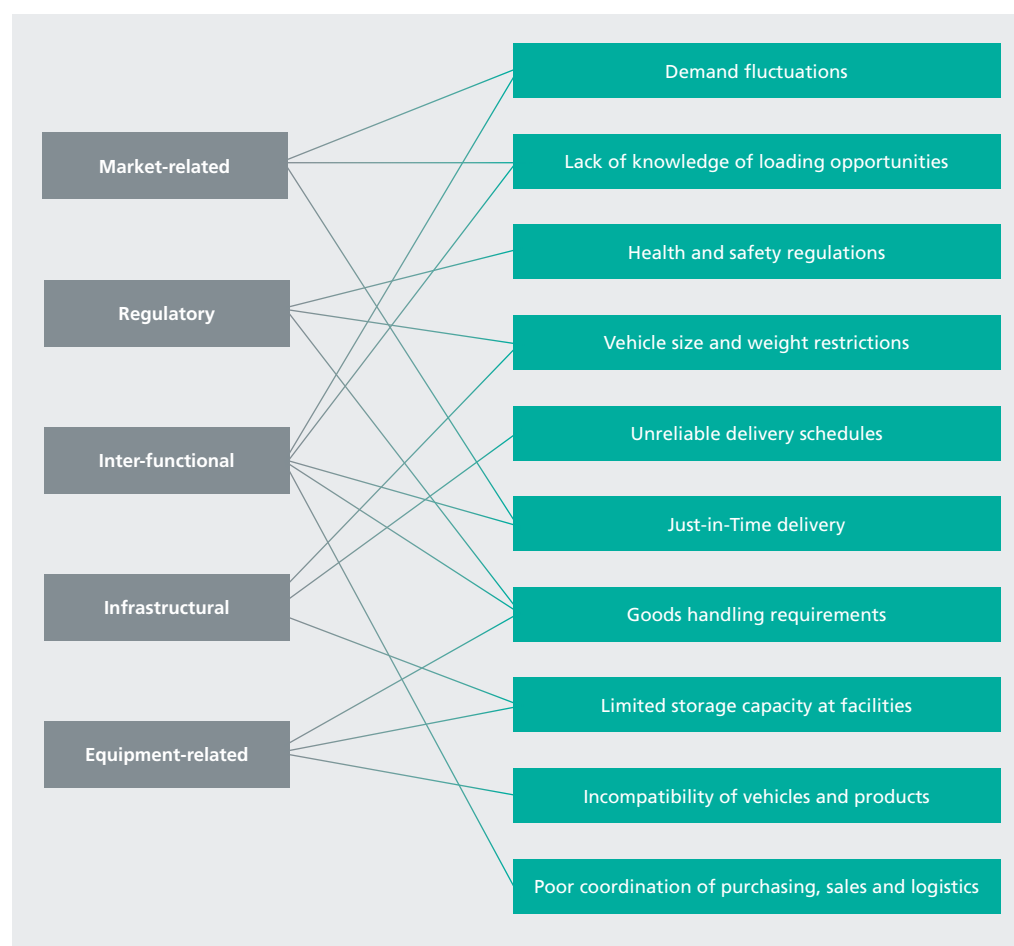 Market-related
Regulatory
Inter-functional
Infrastructural
Equipment-related
Demand fluctuations
Lack of knowledge of loading opportunities
Health and safety regulations
Vehicle size and weight restrictions
Unreliable delivery schedules
Just-in-Time delivery
Goods handling requirements
Limited storage capacity at facilities
Incompatibility of vehicles and products
Poor coordination of purchasing, sales and logistics